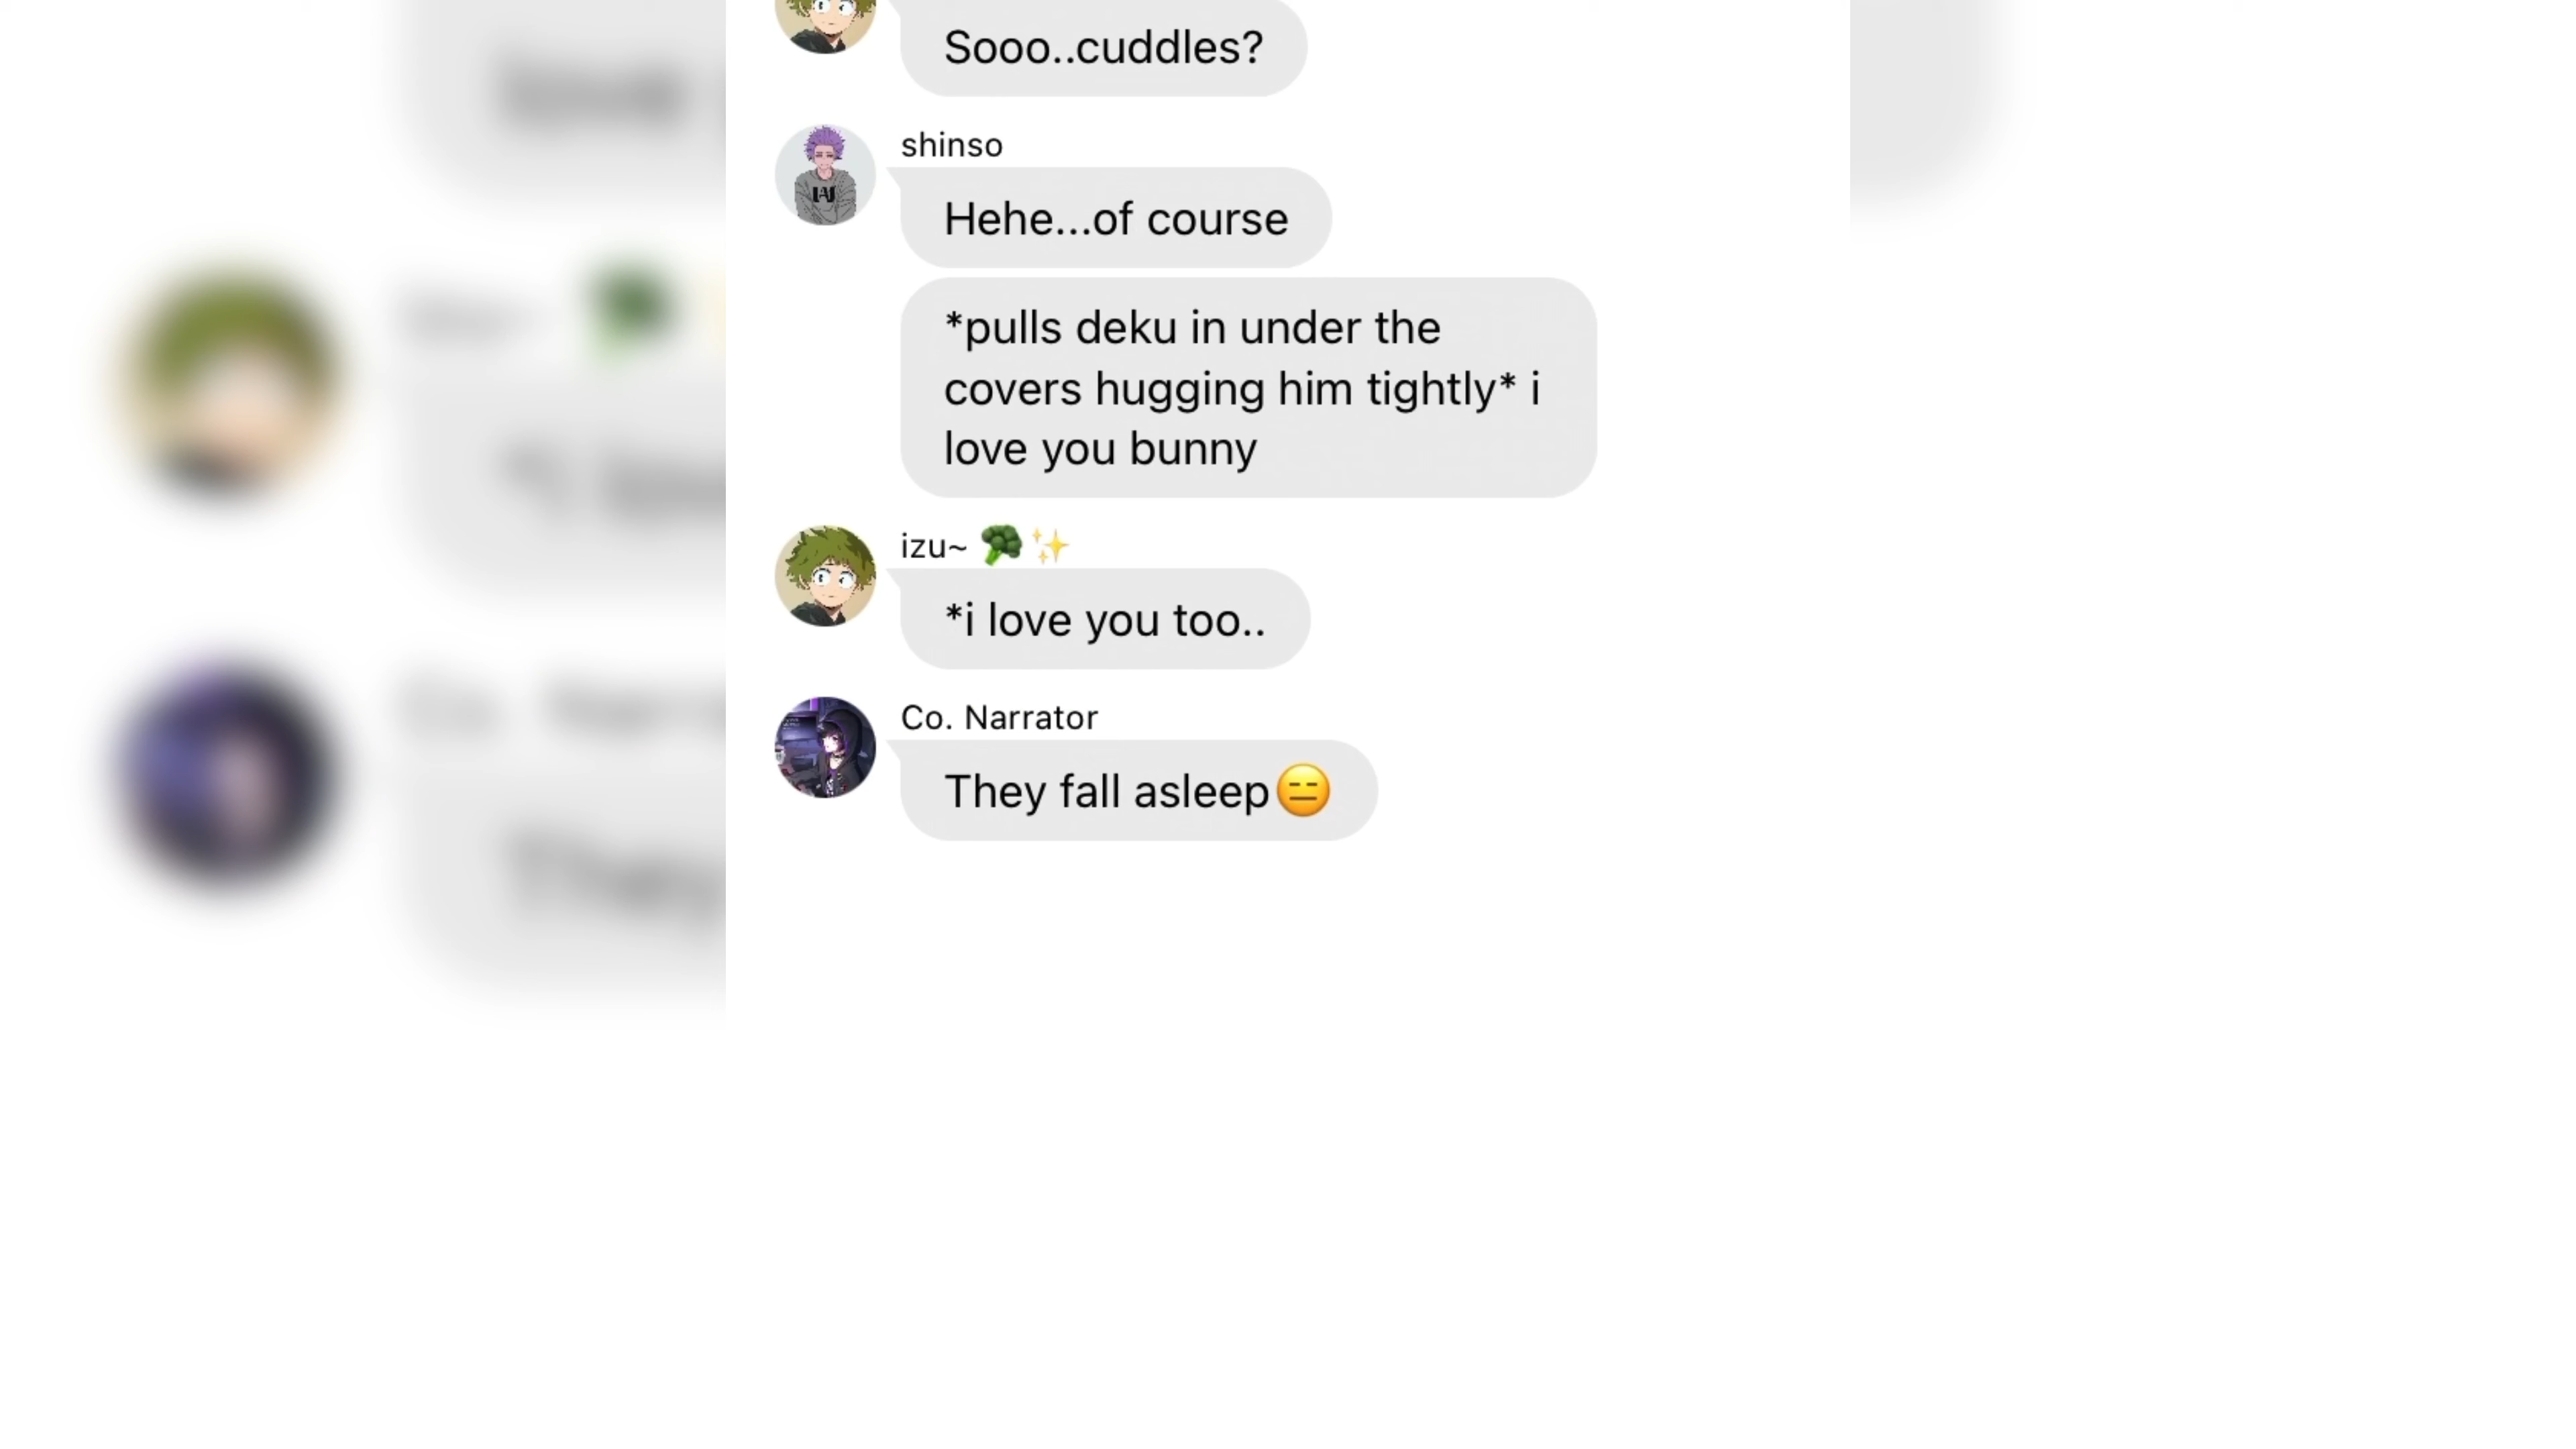 Sooo..cuddles?
shinso
Hehe...of course
*pulls deku in under the
covers hugging him tightly* i
love you bunny
izu~ 🥦✨
*i love you too..
Co. Narrator
They fall asleep😑